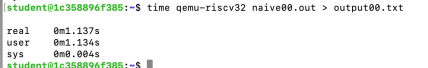 student@1c358896f385:~$ time qemu-riscv32 naive00.out > output00.txt
real 0m1.137s
user 0m1.134s
sys 0m0.004s
student@1c358896f385:~$